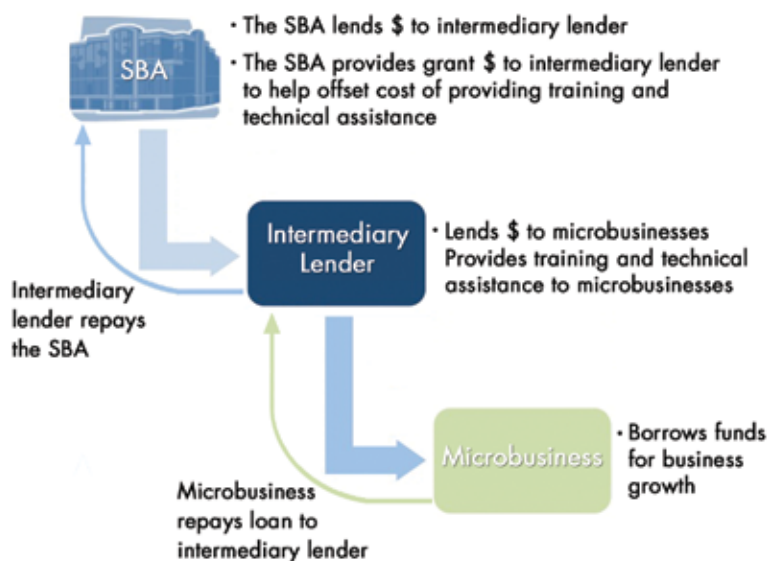 SBA
• The SBA lends $ to intermediary lender
• The SBA provides grant $ to intermediary lender
to help offset cost of providing training and
technical assistance
Intermediary
Lender
• Lends $ to microbusinesses
Provides training and technical
assistance to microbusinesses
Intermediary
lender repays
the SBA
Microbusiness
• Borrows funds
for business
growth
Microbusiness
repays loan to
intermediary lender